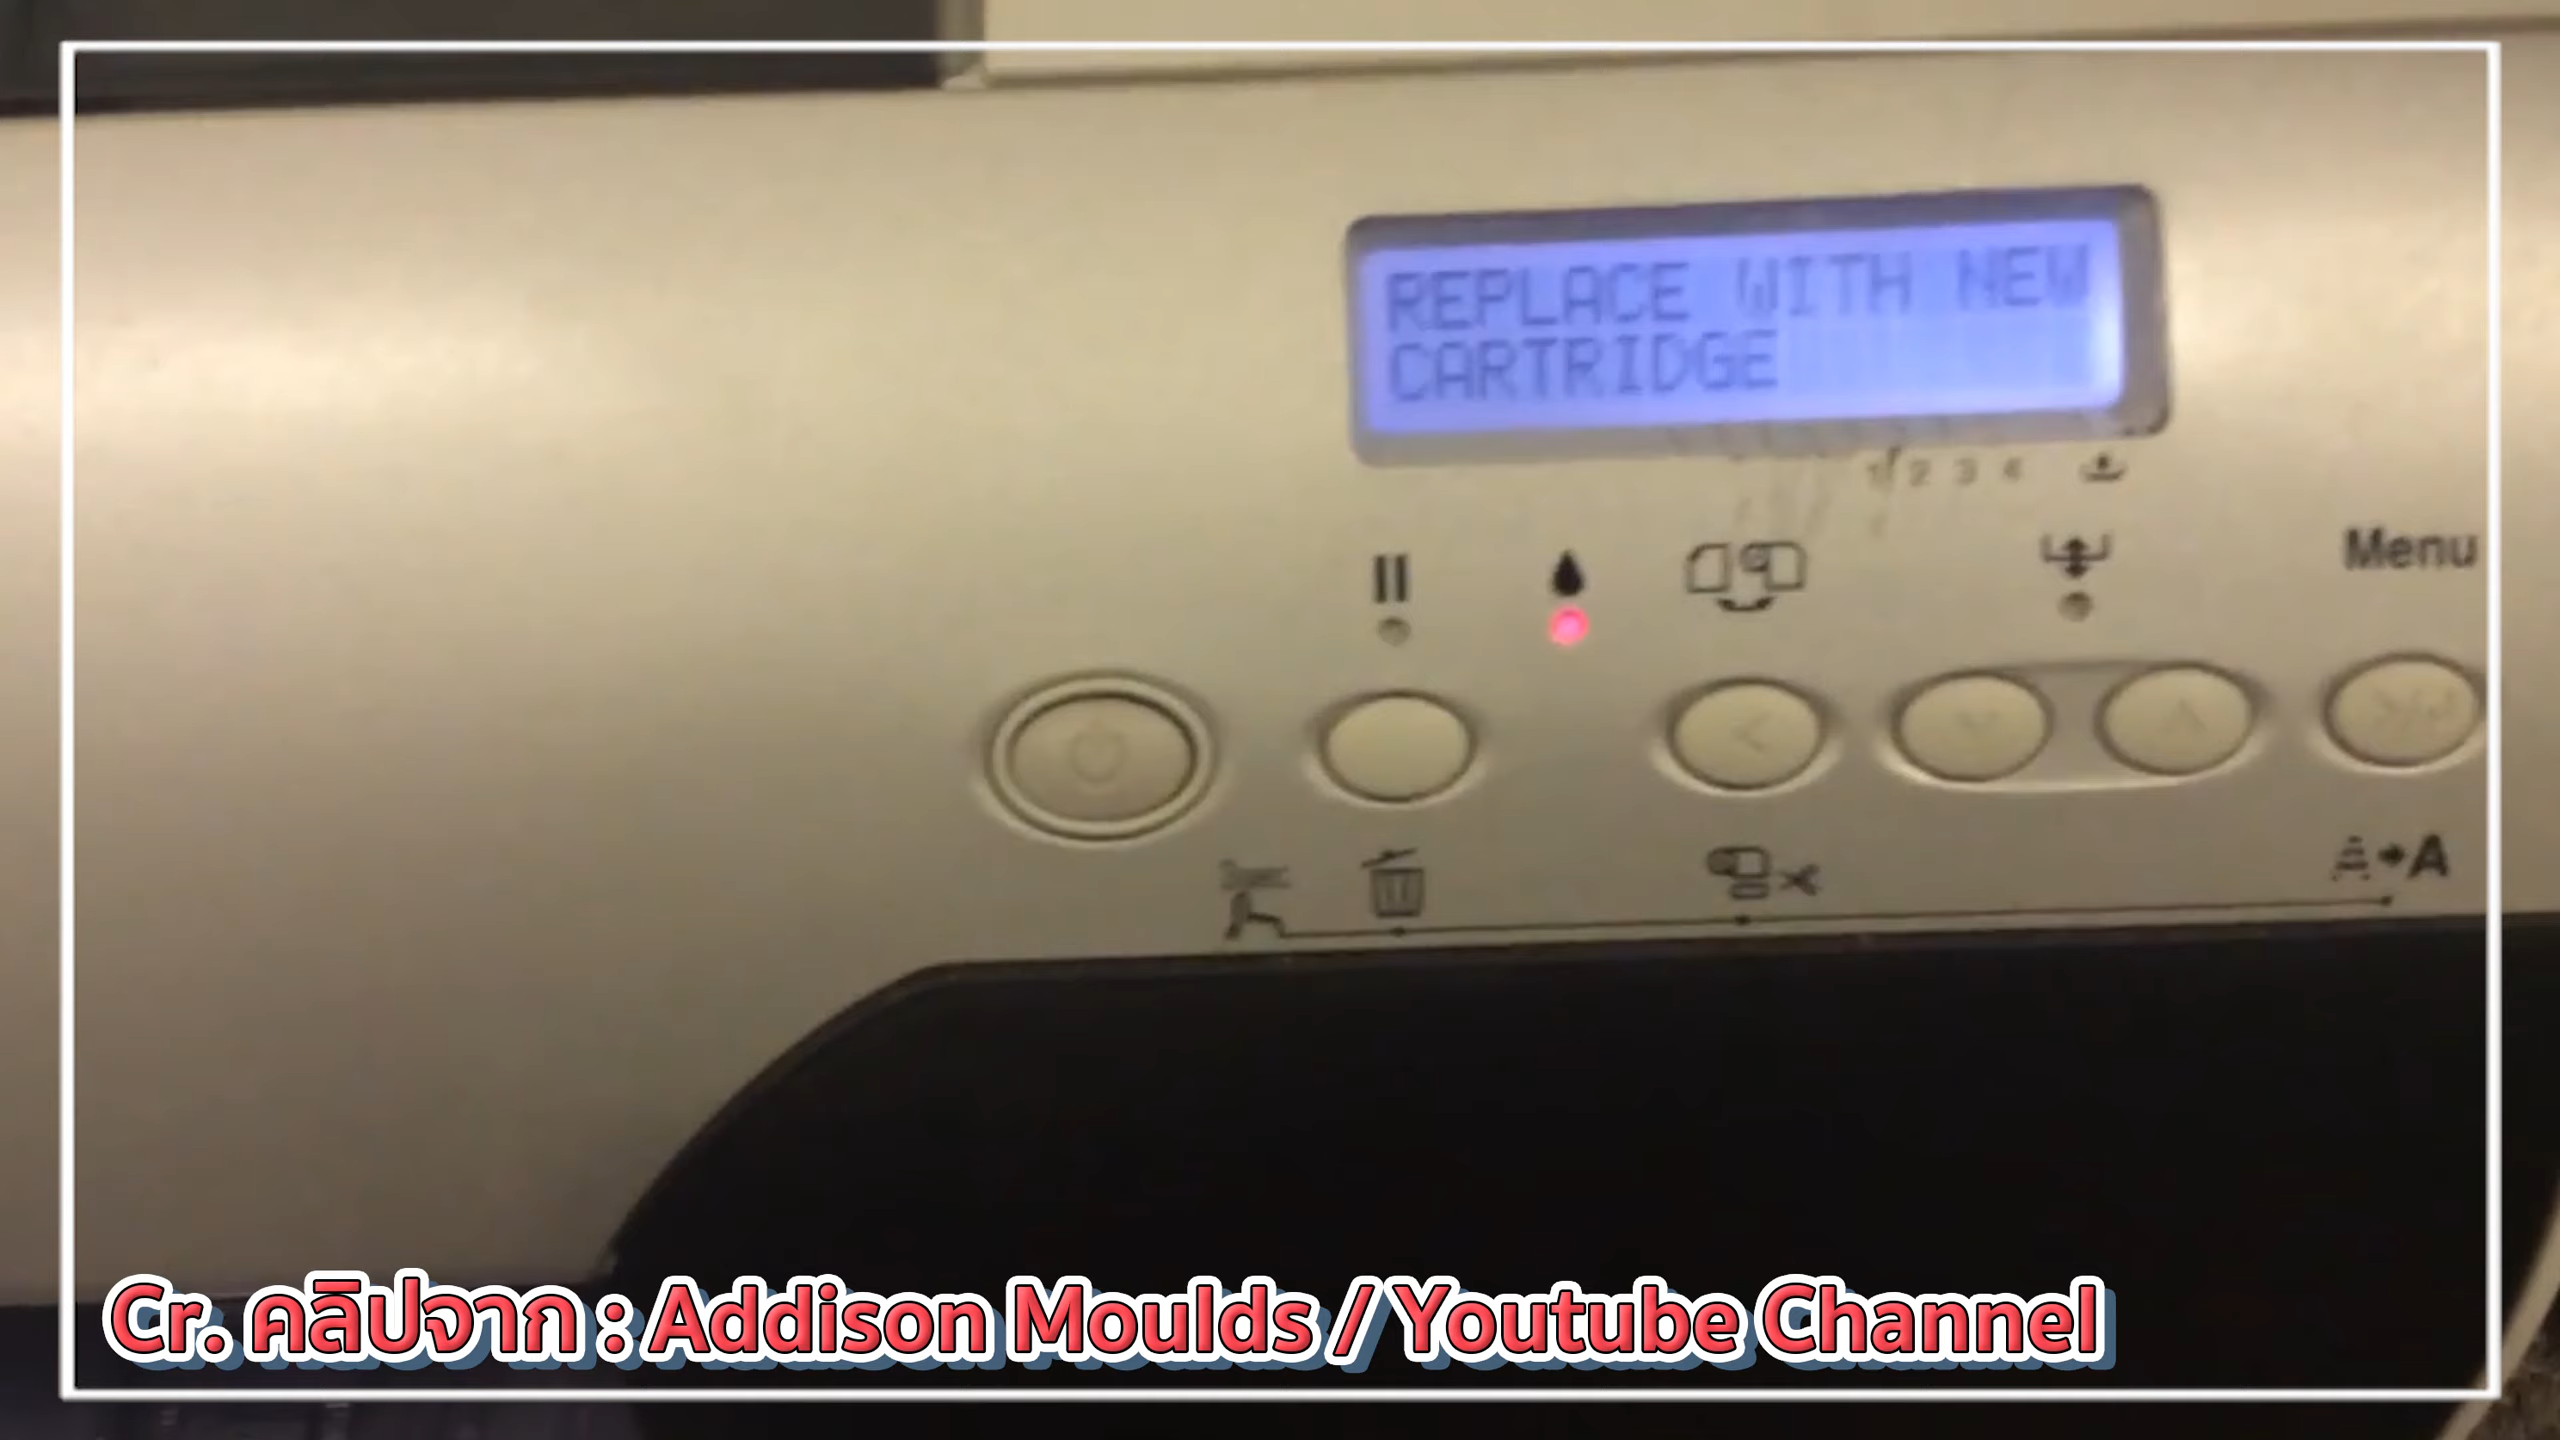 REPLACE WITH NEW
CARTRIDGE
1 2 3 4
Menu
A
Cr. คลิปจาก : Addison Moulds / Youtube Channel